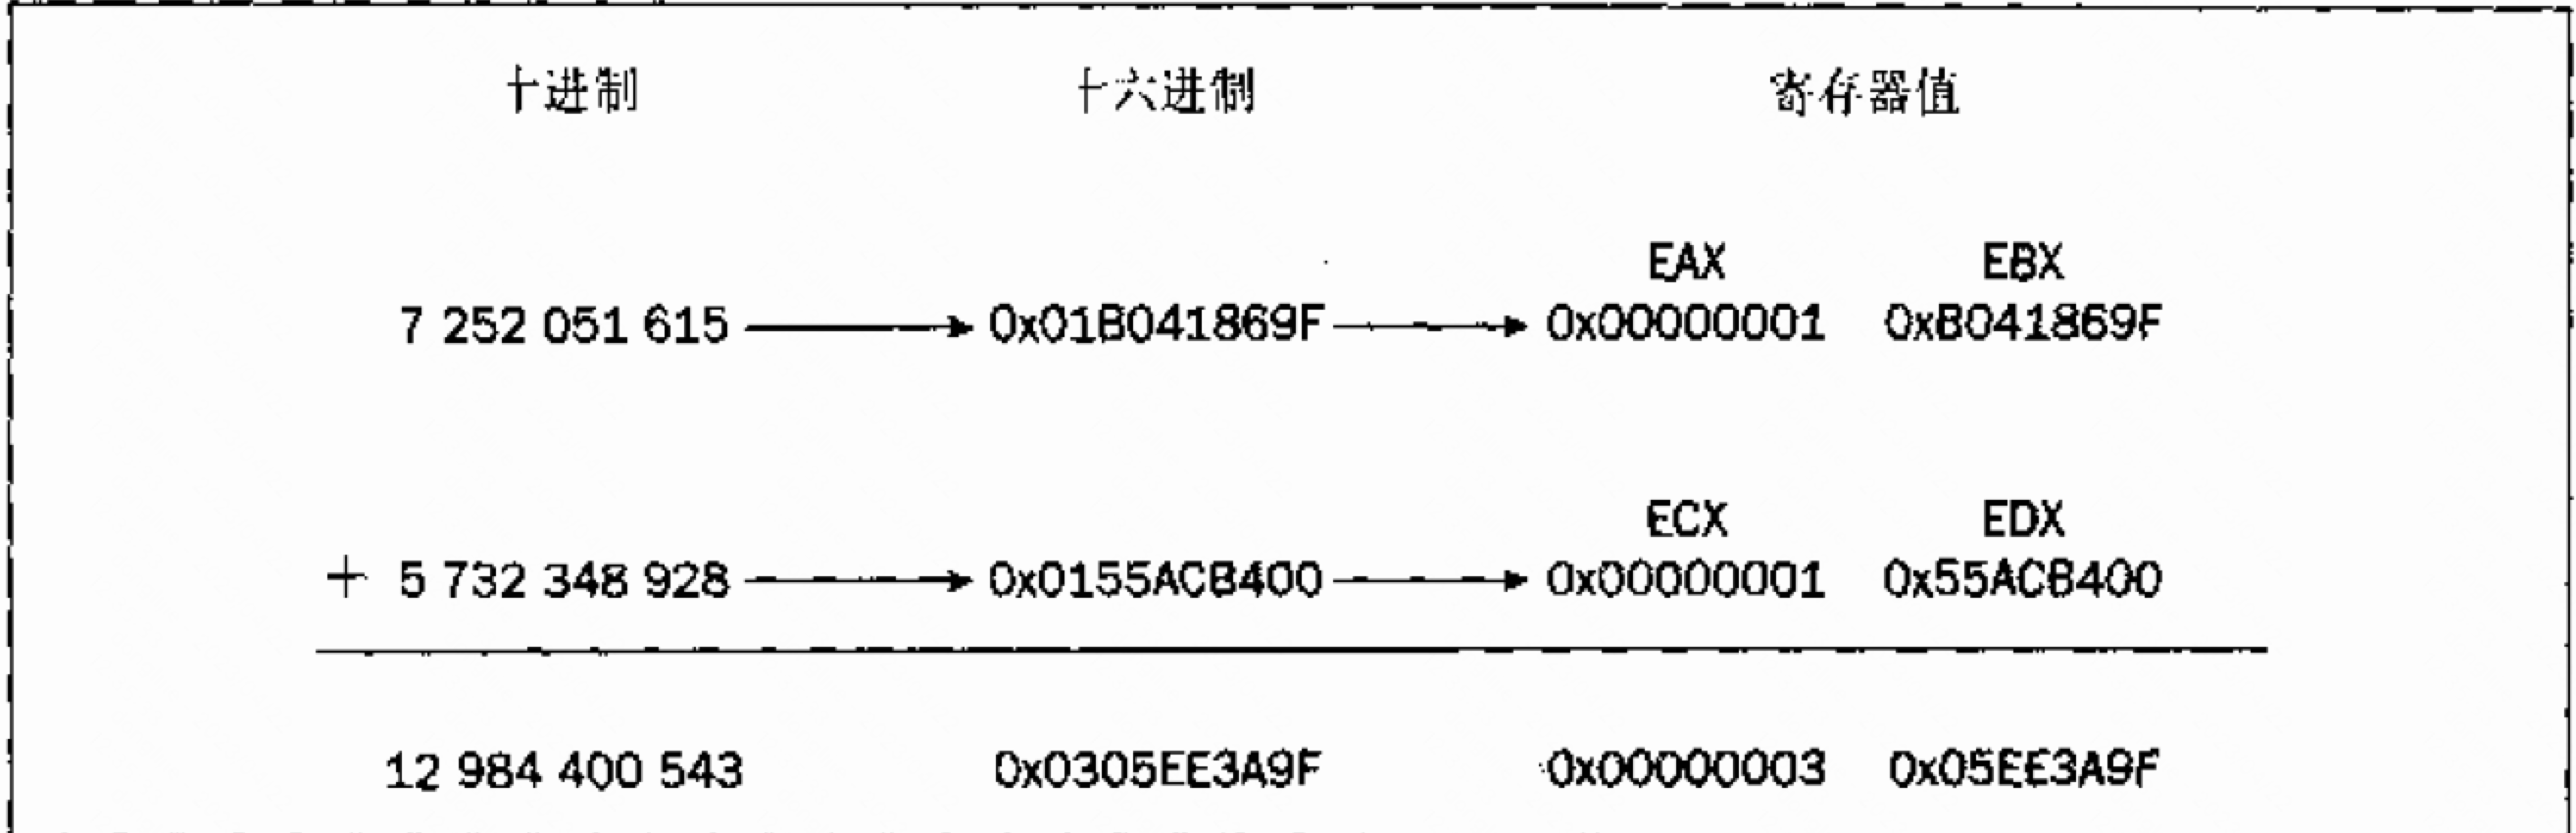 十进制 十六进制 寄存器值
EAX EBX
7 252 051 615 0x01B041869F 0x00000001 0xB041869F
ECX EDX
+ 5 732 348 928 0x0155ACB400 0x00000001 0x55ACB400
12 984 400 543 0x0305EE3A9F 0x00000003 0x05EE3A9F